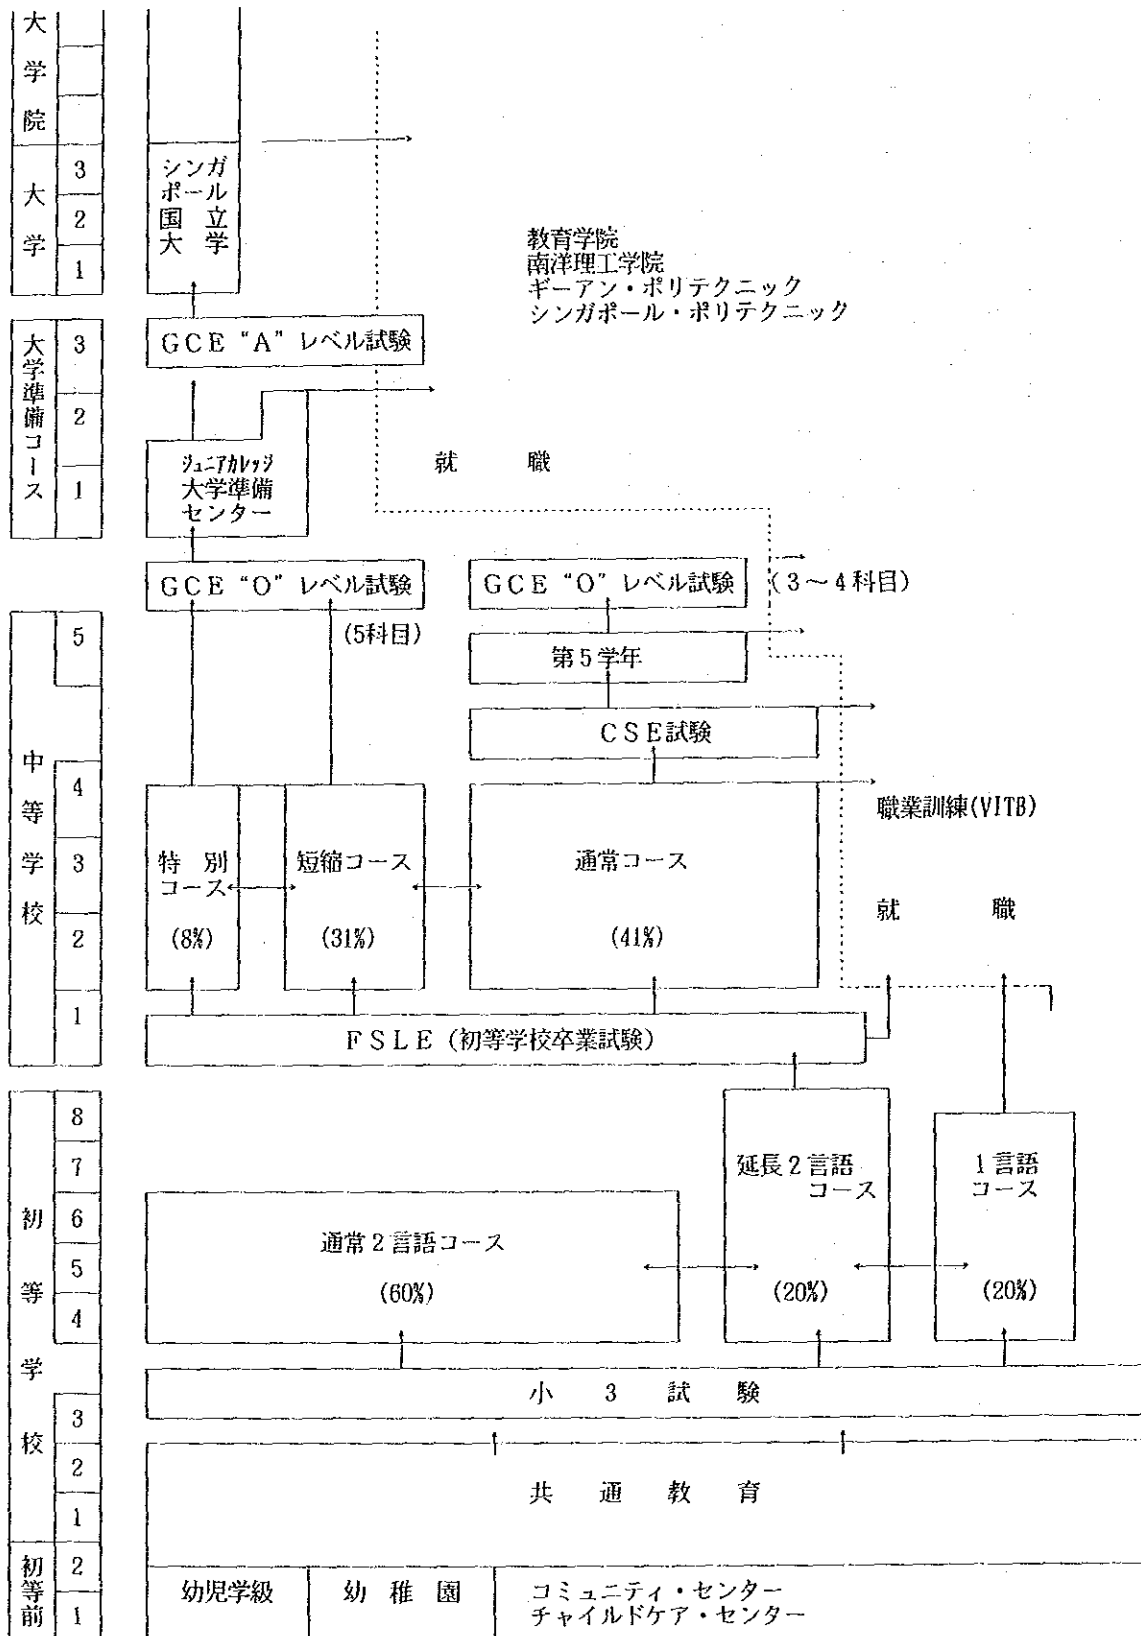 大学院
大学
3
2
1
シンガ
ポール
国立
大学
教育学院
南洋理工学院
ギーアン・ポリテクニック
シンガポール・ポリテクニック
大学準備コース
3
2
1
GCE “A” レベル試験
ジュニアカレッジ
大学準備
センター
就職
GCE “O” レベル試験
(5科目)
GCE “O” レベル試験
(3～4科目)
中等学校
5
4
3
2
1
第5学年
CSE試験
特別
コース
(8%)
短縮コース
(31%)
通常コース
(41%)
職業訓練(VITB)
就職
FSLE (初等学校卒業試験)
初等学校
8
7
6
5
4
3
2
1
延長2言語
コース
(20%)
1言語
コース
(20%)
通常2言語コース
(60%)
小3試験
共通教育
初等前
2
1
幼児学級
幼稚園
コミュニティ・センター
チャイルドケア・センター